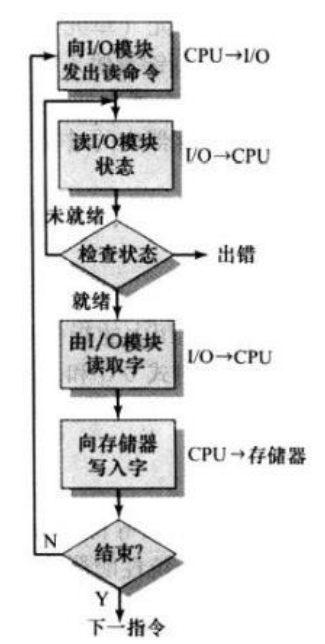 向I/O模块
发出读命令
CPU→I/O
读I/O模块
状态
I/O→CPU
未就绪
检查状态
出错
就绪
由I/O模块
读取字
I/O→CPU
向存储器
写入字
CPU→存储器
N
结束?
Y
下一指令